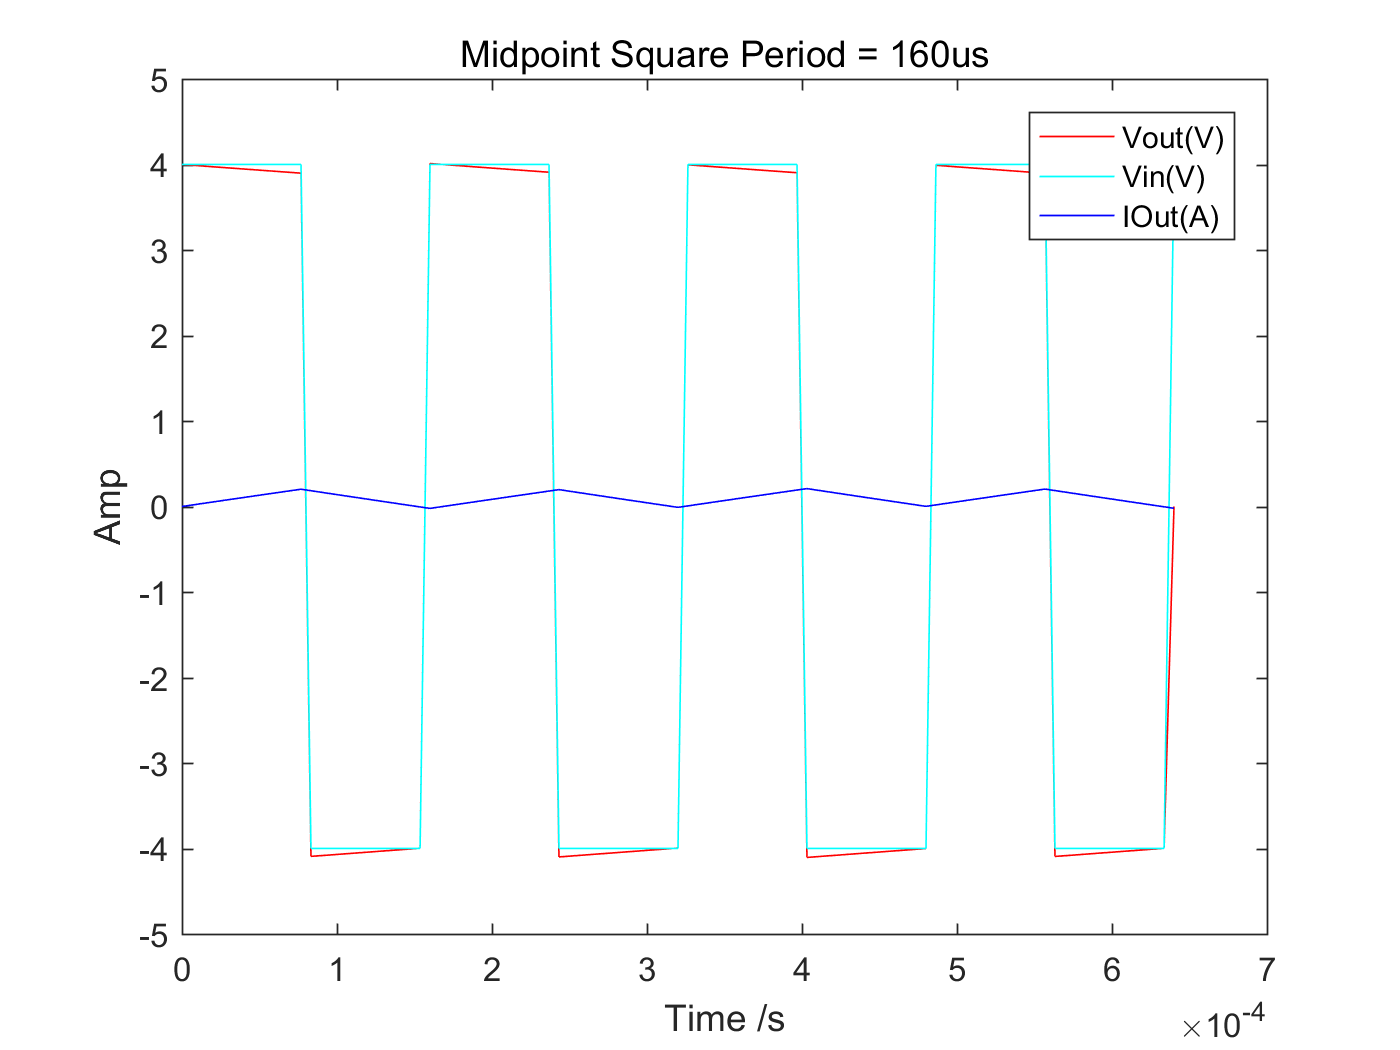 Midpoint Square Period = 160us
Vout(V)
Vin(V)
IOut(A)
5
4
3
2
1
0
-1
-2
-3
-4
-5
Amp
0 1 2 3 4 5 6 7
Time /s
×10-4